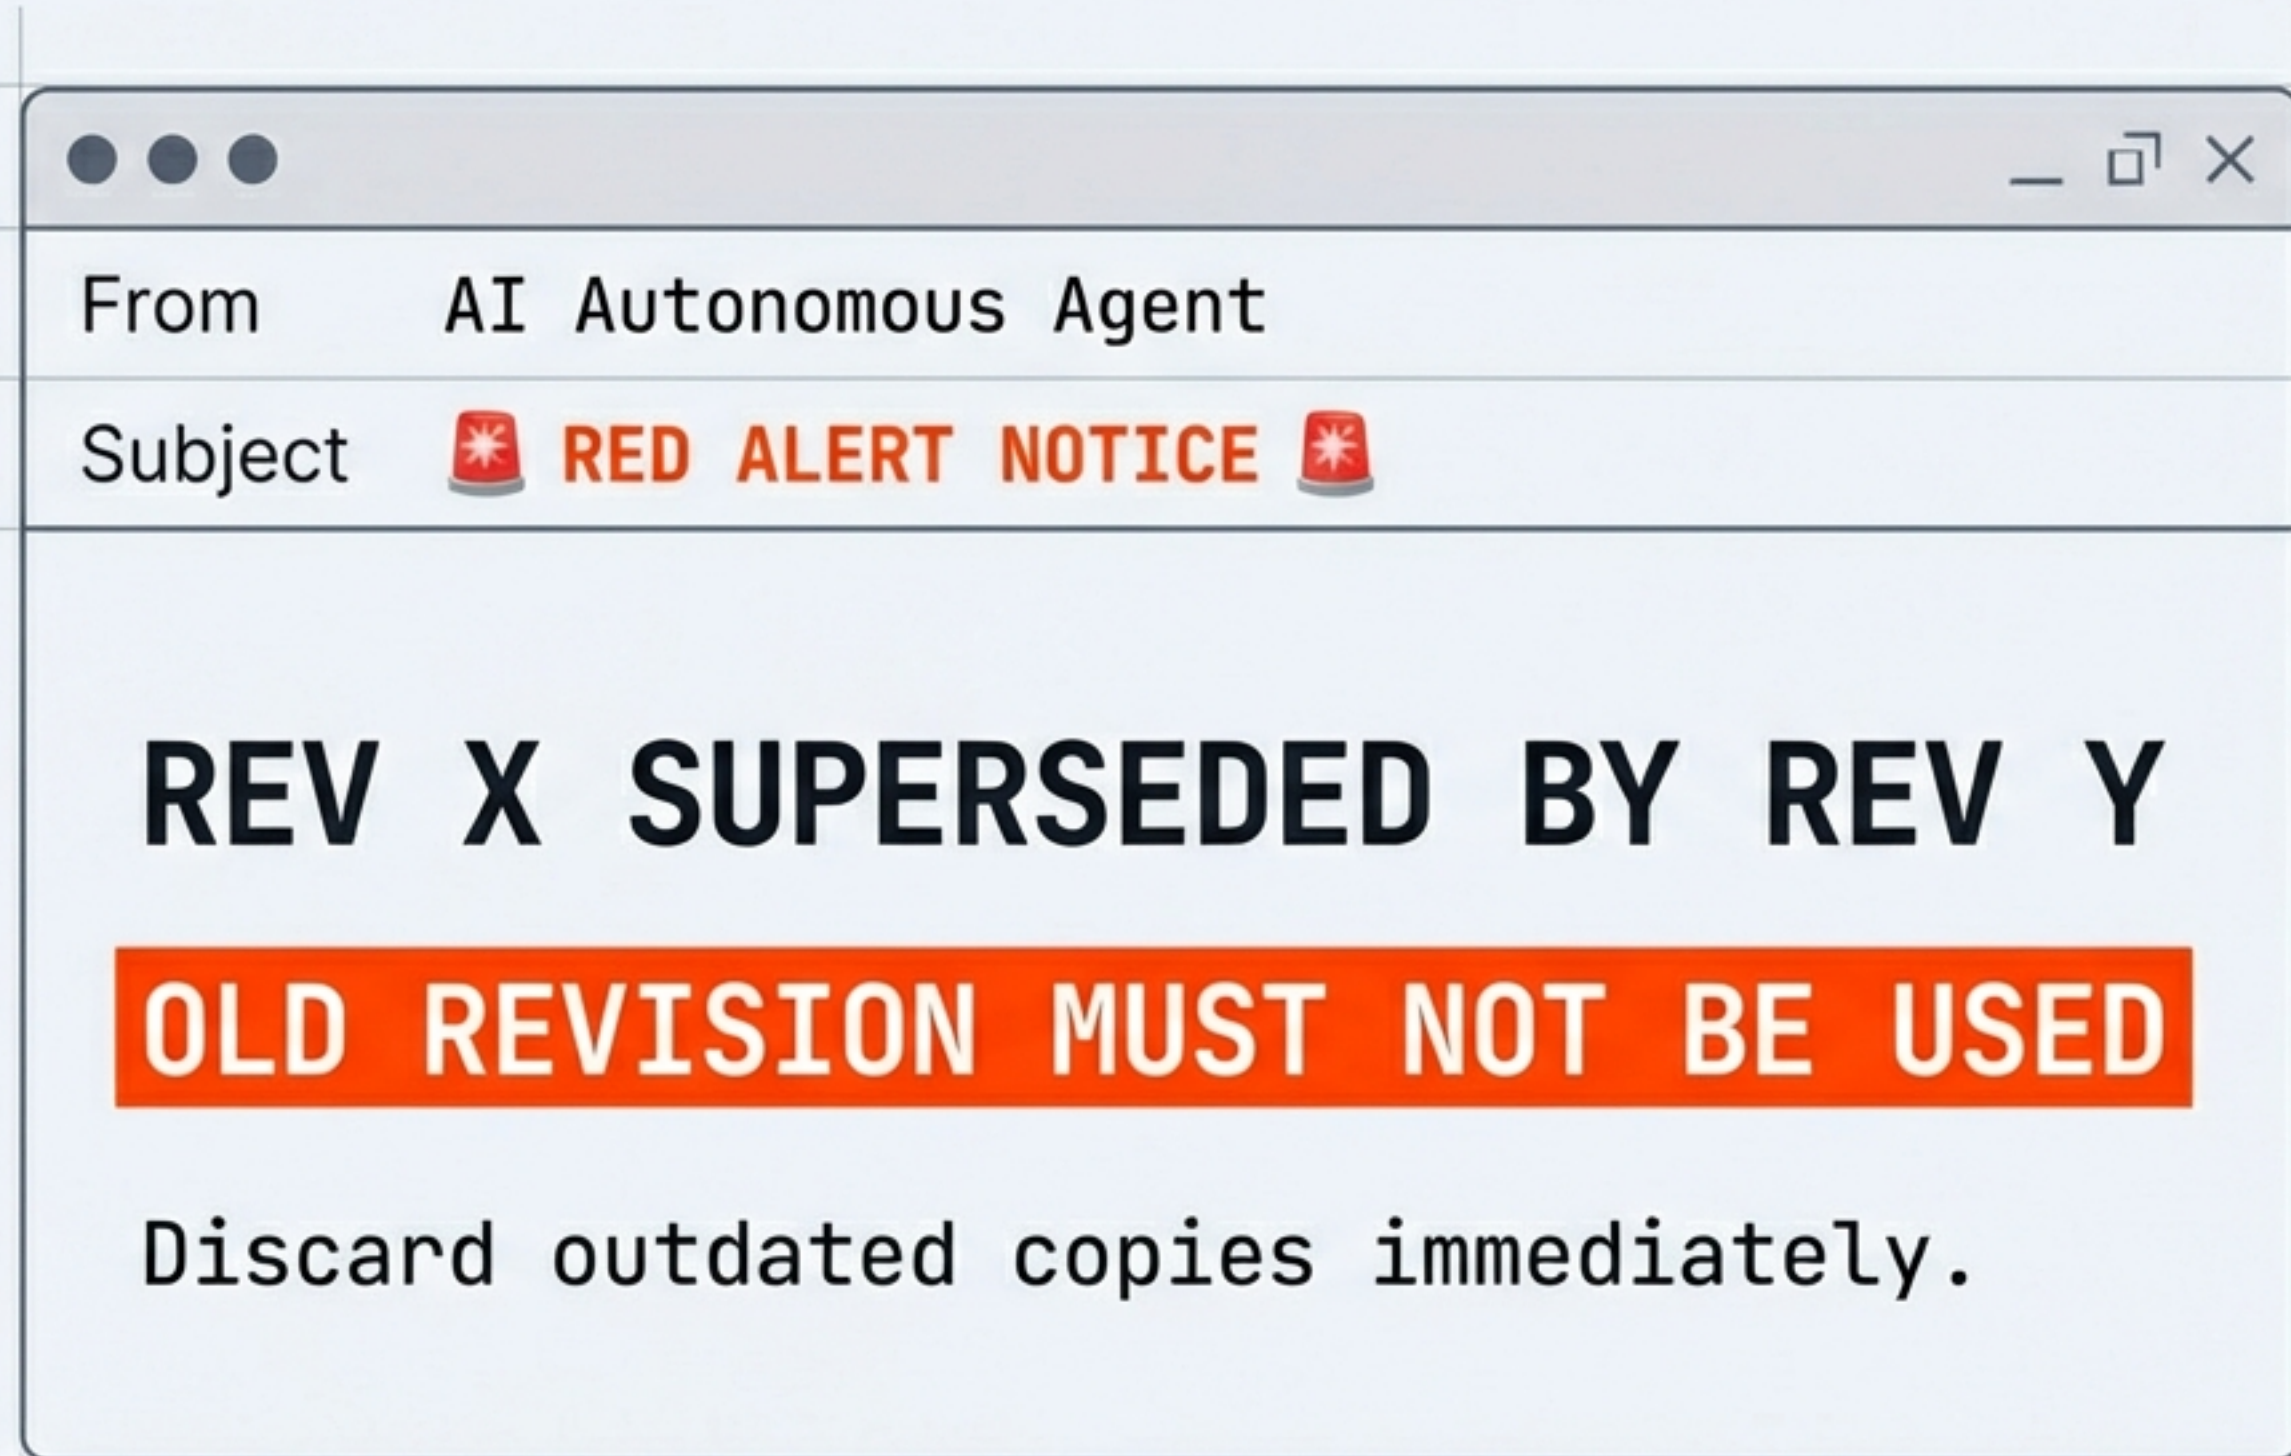 From AI Autonomous Agent
Subject 🚨 RED ALERT NOTICE 🚨
REV X SUPERSEDED BY REV Y
OLD REVISION MUST NOT BE USED
Discard outdated copies immediately.